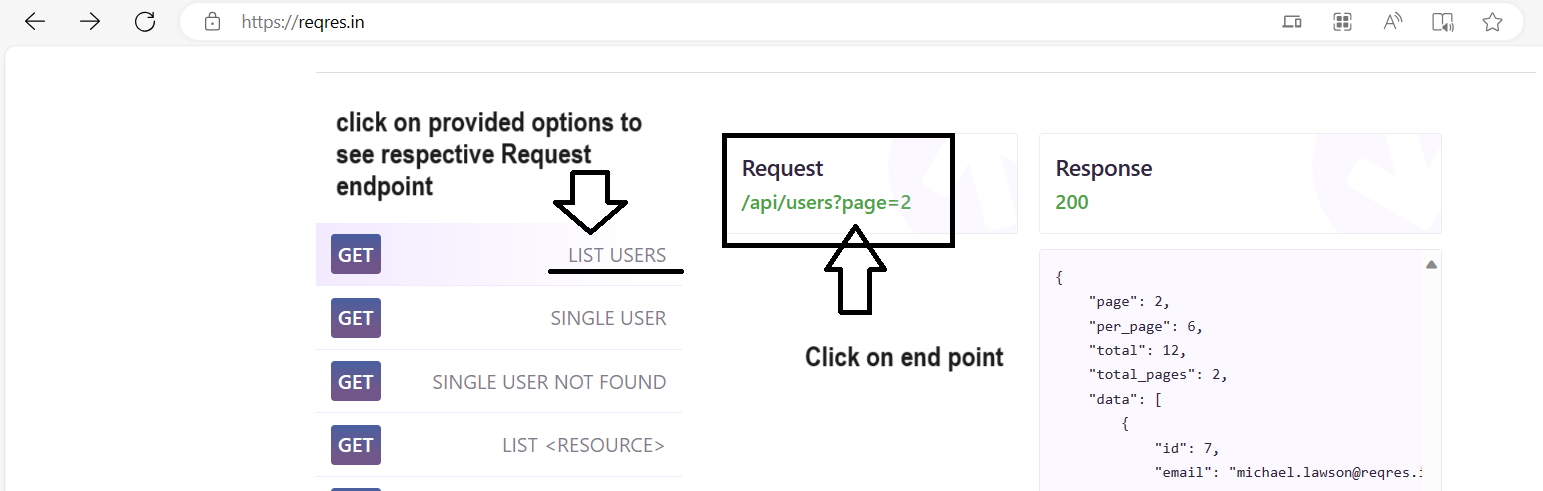 https://reqres.in
click on provided options to
see respective Request
endpoint
GET LIST USERS
GET SINGLE USER
GET SINGLE USER NOT FOUND
GET LIST <RESOURCE>
Request
/api/users?page=2
Click on end point
Response
200
{
"page": 2,
"per_page": 6,
"total": 12,
"total_pages": 2,
"data": [
{
"id": 7,
"email": "michael.lawson@reqres.i